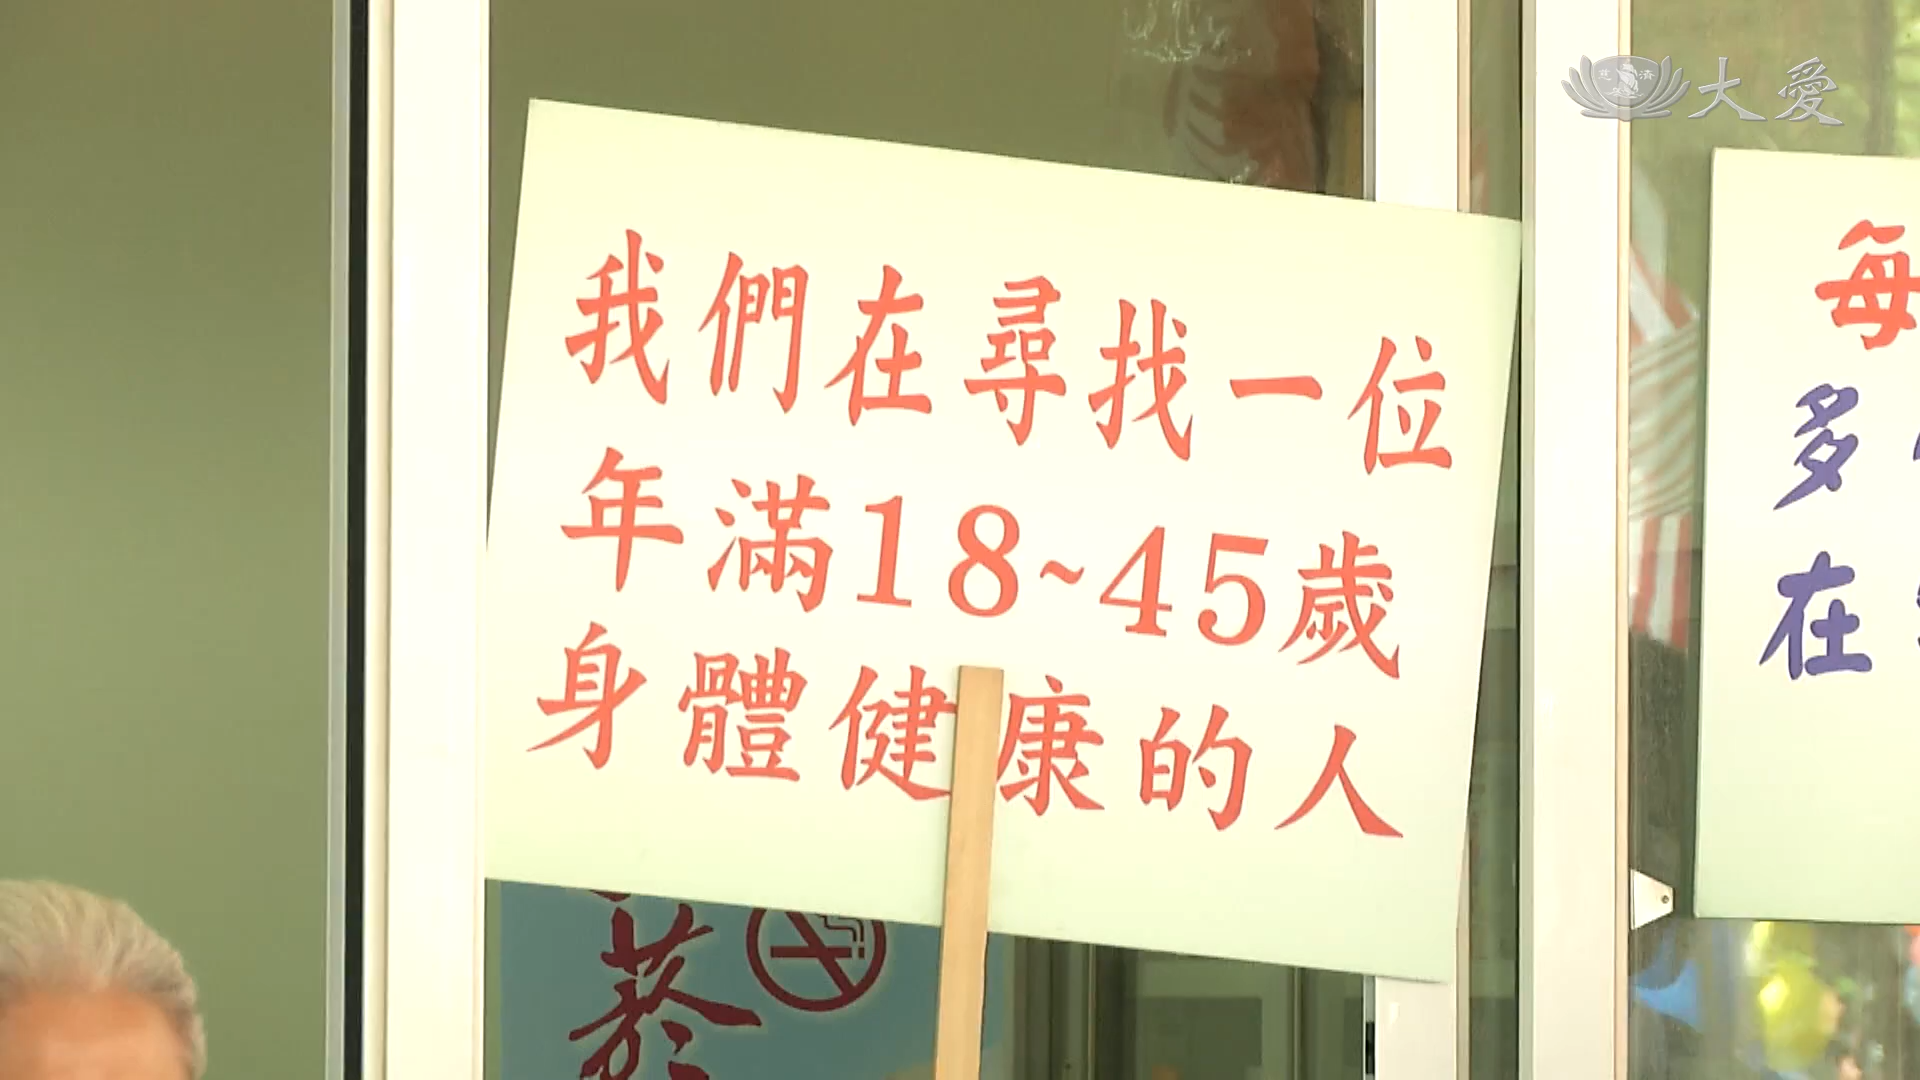 大愛
我們在尋找一位
年滿18~45歲
身體健康的人
每
多
在
菸